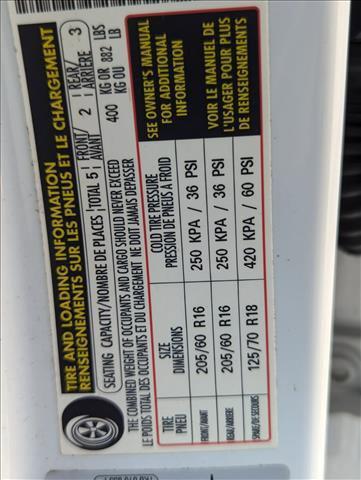 TIRE AND LOADING INFORMATION
RENSEIGNEMENTS SUR LES PNEUS ET LE CHARGEMENT
SEATING CAPACITY/NOMBRE DE PLACES | TOTAL 5 | FRONT/AVANT 2 | REAR/ARRIÈRE 3
THE COMBINED WEIGHT OF OCCUPANTS AND CARGO SHOULD NEVER EXCEED 400 KG OR 882 LBS
LE POIDS TOTAL DES OCCUPANTS ET DU CHARGEMENT NE DOIT JAMAIS DÉPASSER 400 KG OU 882 LB
TIRE
PNEU
SIZE
DIMENSIONS
COLD TIRE PRESSURE
PRESSION DE PNEUS A FROID
FRONT/AVANT 205/60 R16 250 KPA / 36 PSI
REAR/ARRIERE 205/60 R16 250 KPA / 36 PSI
SPARE/DE SECOURS 125/70 R18 420 KPA / 60 PSI
SEE OWNER'S MANUAL
FOR ADDITIONAL
INFORMATION
VOIR LE MANUEL DE
L'USAGER POUR PLUS
DE RENSEIGNEMENTS